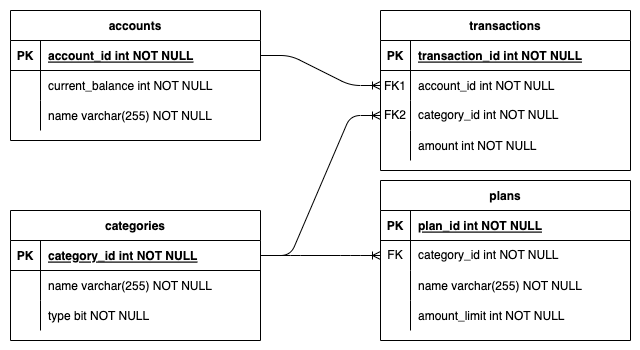 accounts
PK account_id int NOT NULL
current_balance int NOT NULL
name varchar(255) NOT NULL
transactions
PK transaction_id int NOT NULL
FK1 account_id int NOT NULL
FK2 category_id int NOT NULL
amount int NOT NULL
categories
PK category_id int NOT NULL
name varchar(255) NOT NULL
type bit NOT NULL
plans
PK plan_id int NOT NULL
FK category_id int NOT NULL
name varchar(255) NOT NULL
amount_limit int NOT NULL